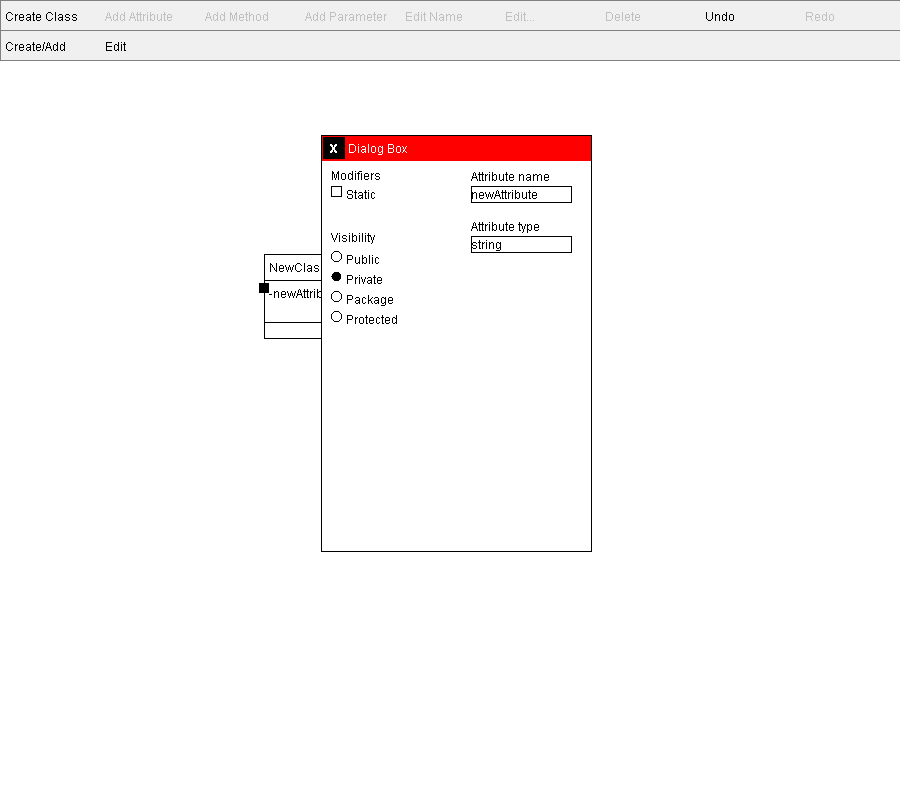 Create Class Add Attribute Add Method Add Parameter Edit Name Edit... Delete Undo Redo
Create/Add Edit
X Dialog Box
Modifiers
Static
Attribute name
newAttribute
Attribute type
string
Visibility
Public
Private
Package
Protected
NewClas
-newAttrib